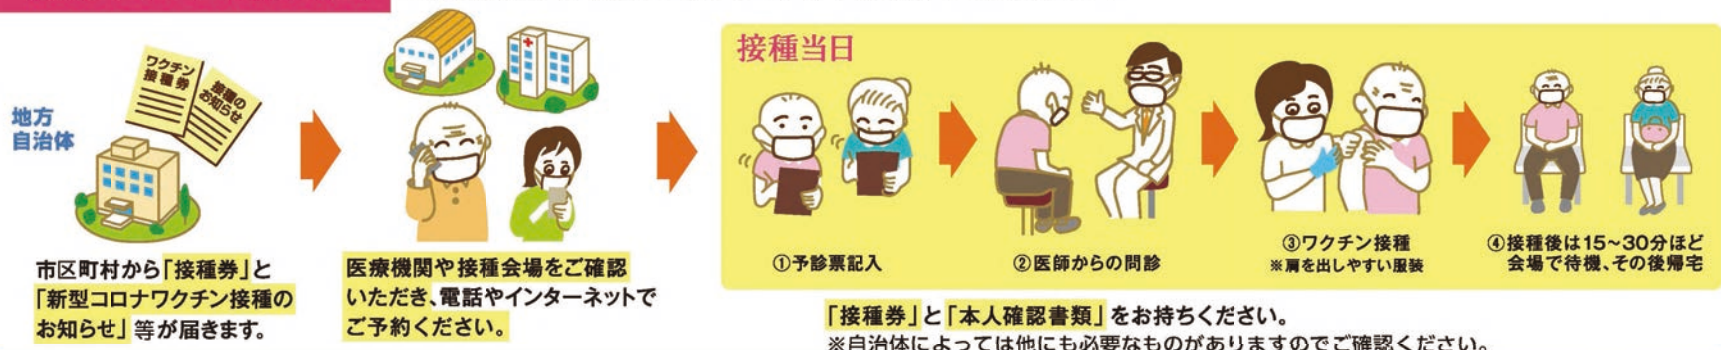 地方
自治体
ワクチン
接種券
接種の
お知らせ
市区町村から「接種券」と
「新型コロナワクチン接種の
お知らせ」等が届きます。
医療機関や接種会場をご確認
いただき、電話やインターネットで
ご予約ください。
接種当日
①予診票記入
②医師からの問診
③ワクチン接種
※肩を出しやすい服装
④接種後は15~30分ほど
会場で待機、その後帰宅
「接種券」と「本人確認書類」をお持ちください。
※自治体によっては他にも必要なものがありますのでご確認ください。